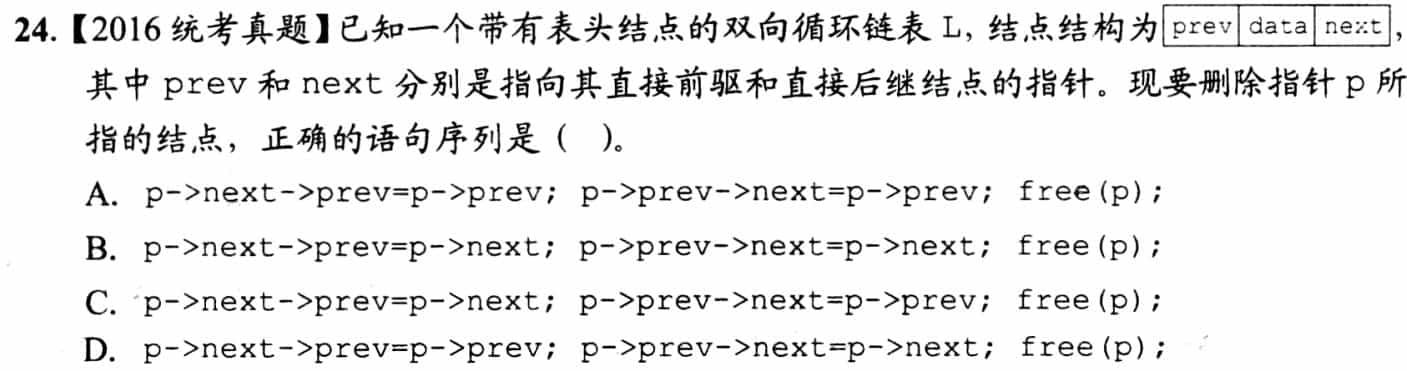 24.【2016 统考真题】已知一个带有表头结点的双向循环链表 L, 结点结构为 prev data next,
其中 prev 和 next 分别是指向其直接前驱和直接后继结点的指针。现要删除指针 p 所
指的结点，正确的语句序列是（ ）。
A. p->next->prev=p->prev; p->prev->next=p->prev; free(p);
B. p->next->prev=p->next; p->prev->next=p->next; free(p);
C. p->next->prev=p->next; p->prev->next=p->prev; free(p);
D. p->next->prev=p->prev; p->prev->next=p->next; free(p);